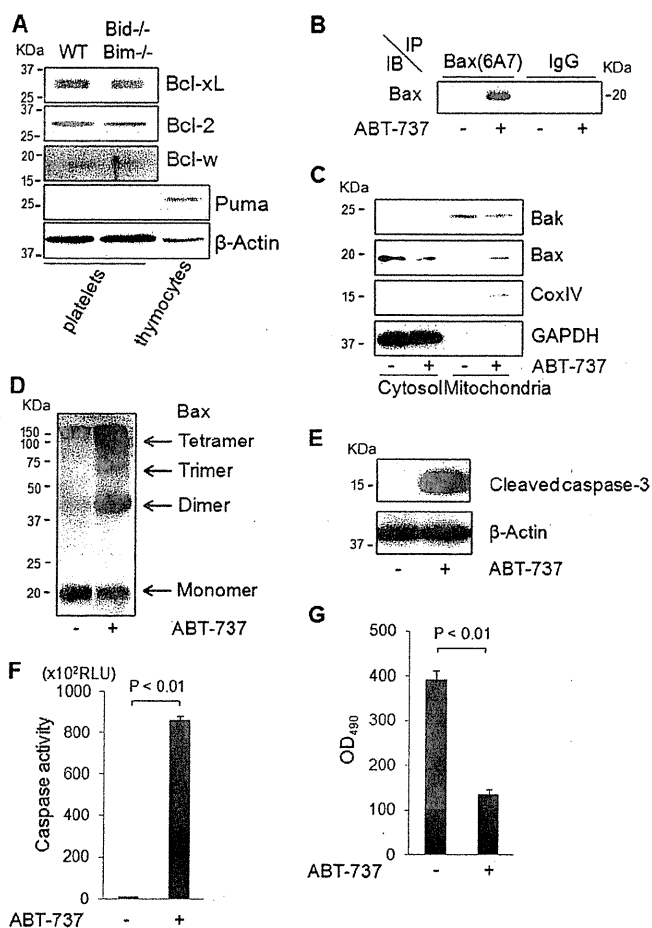 A
KDa
WT
Bid-/-
Bim-/-
37-
25-
Bcl-xL
37-
25-
Bcl-2
20-
15-
Bcl-w
25-
Puma
37-
β-Actin
platelets
thymocytes
B
IP
IB
Bax(6A7)
IgG
KDa
Bax
-20
ABT-737
- + - +
C
KDa
25-
Bak
20-
Bax
15-
CoxIV
37-
GAPDH
- + - + ABT-737
Cytosol Mitochondria
D
KDa
Bax
150-
100-
75-
50-
37-
25-
20-
Tetramer
Trimer
Dimer
Monomer
- + ABT-737
E
KDa
15-
Cleaved caspase-3
37-
β-Actin
- + ABT-737
F
(x10²RLU)
P < 0.01
Caspase activity
1000
800
600
400
200
0
ABT-737 - +
G
P < 0.01
OD490
500
400
300
200
100
0
ABT-737 - +